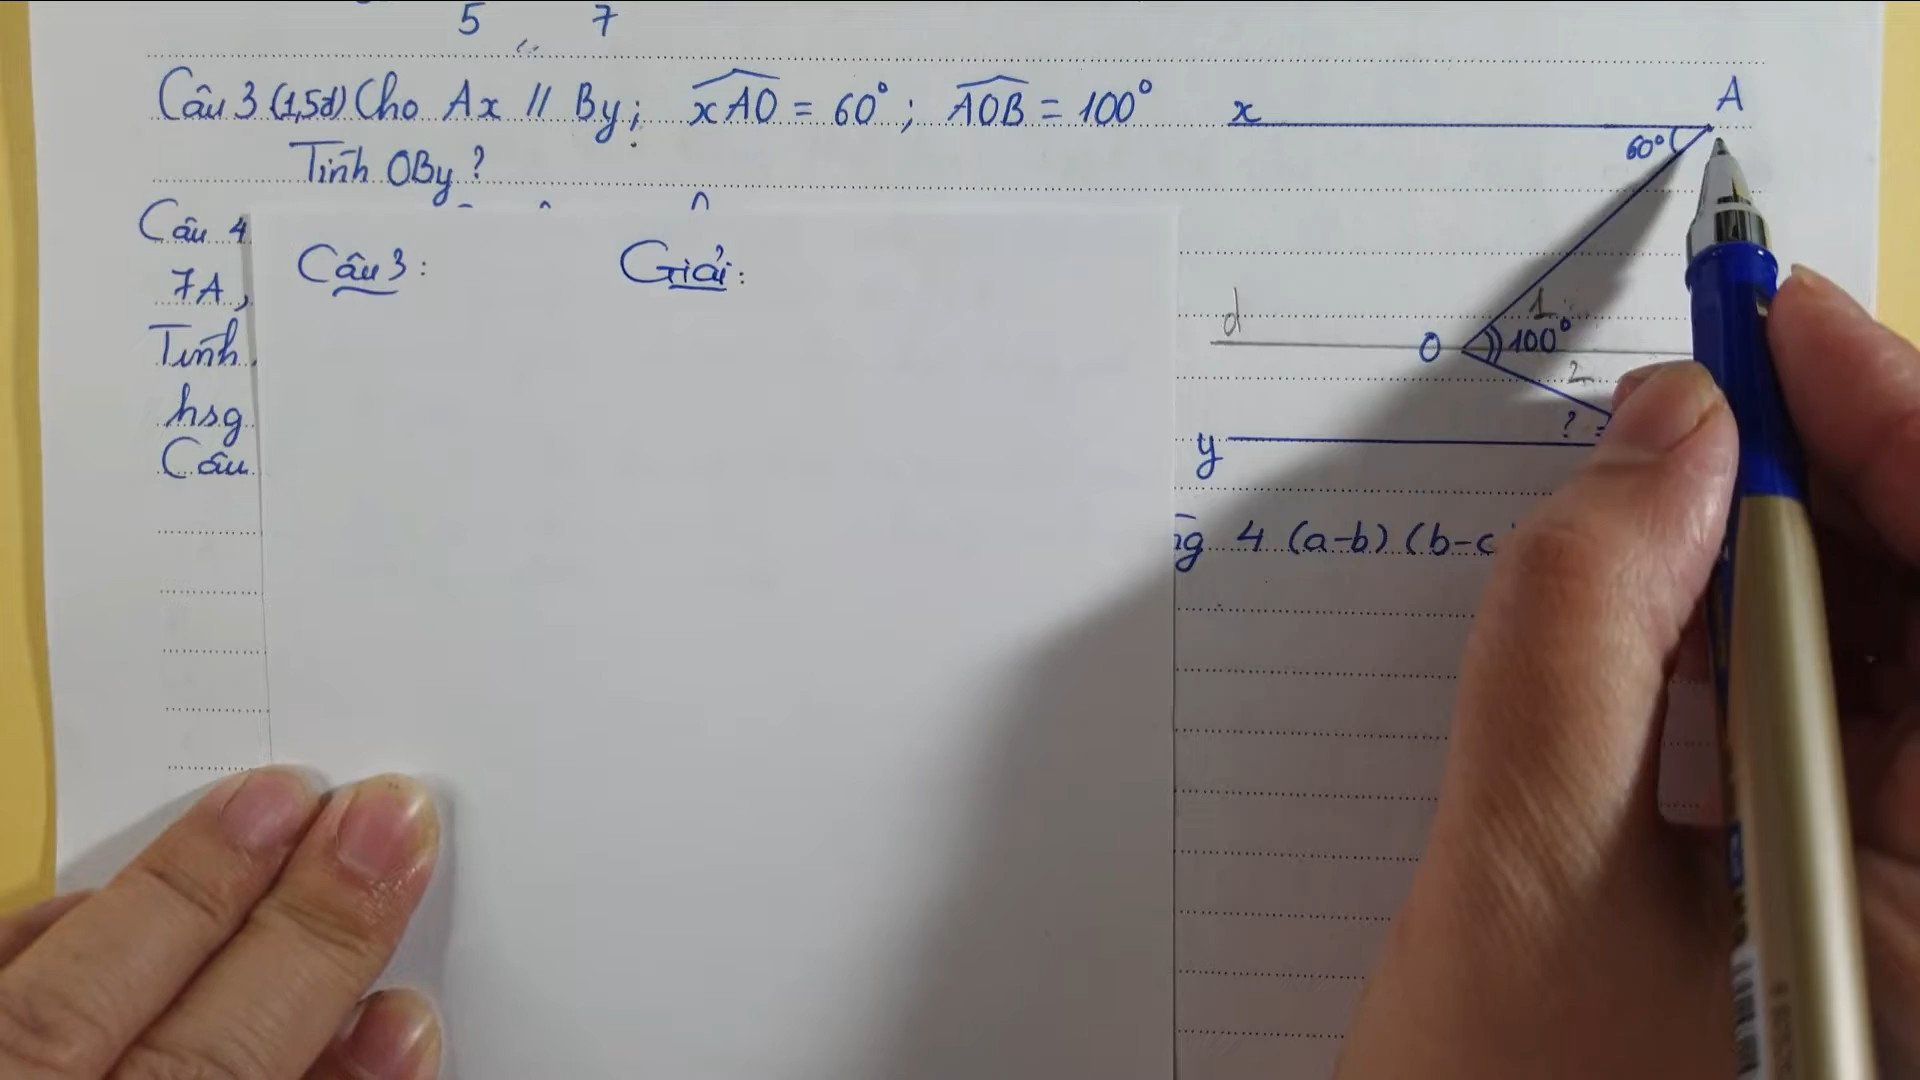 5 7
Câu 3 (1,5đ) Cho Ax // By; xAO = 60°; AOB = 100°
Tính OBy ?
x A
60°
Câu 4
Câu 3: Giải:
7A,
d 1
Tính
O 100°
2
hsg
?
y
Câu
4 (a-b) (b-c